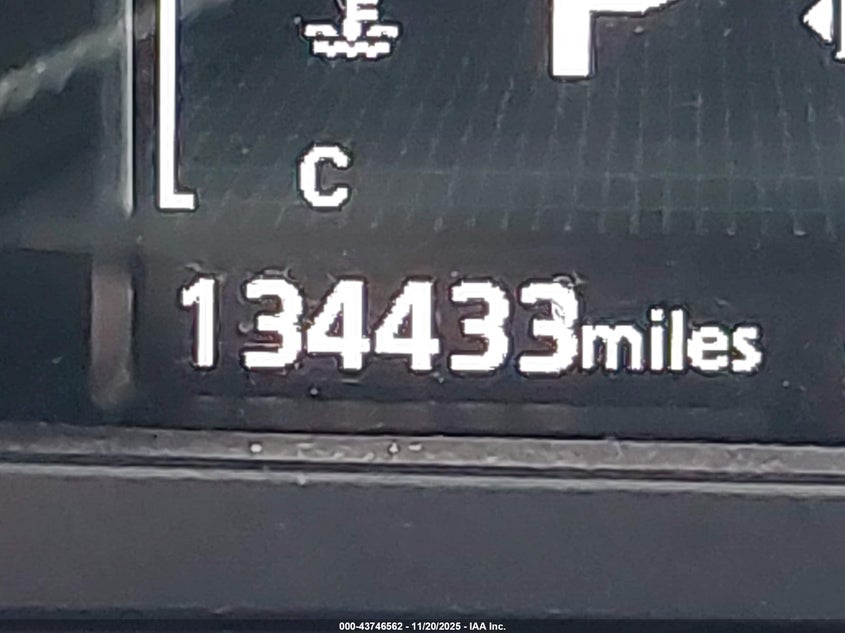 P
C
134433miles
000-43746562 - 11/20/2025 - IAA Inc.